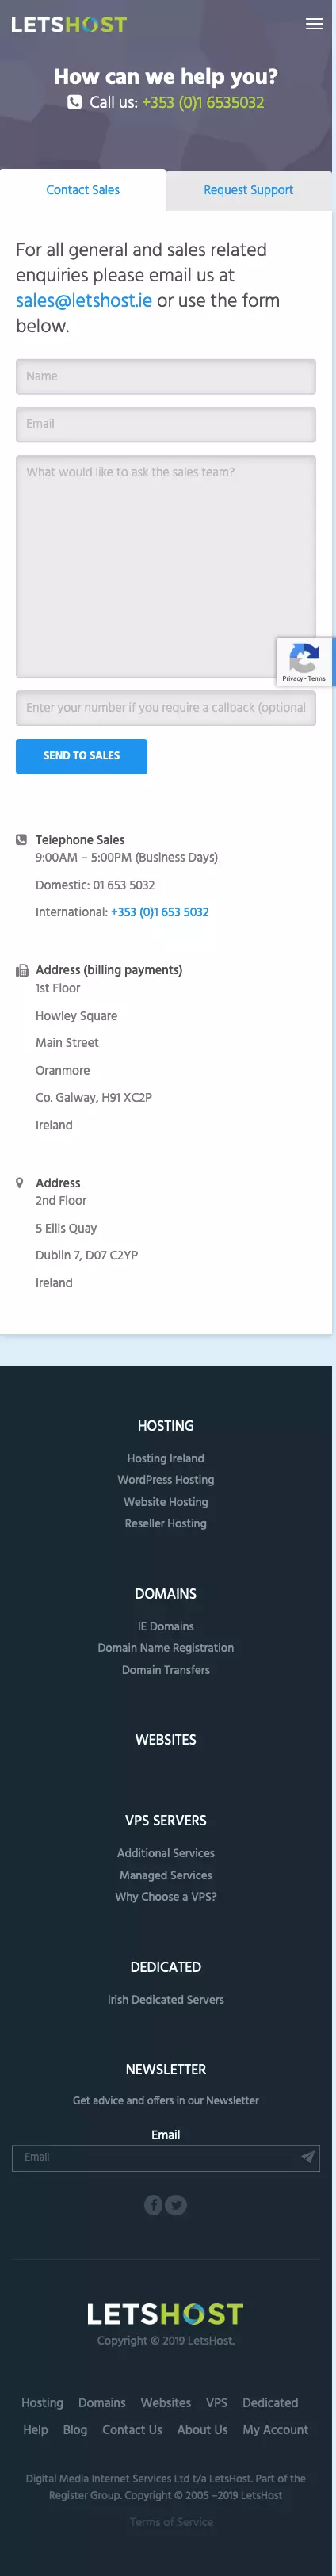 LETSHOST
How can we help you?
Call us: +353 (0)1 6535032
Contact Sales
Request Support
For all general and sales related
enquiries please email us at
sales@letshost.ie or use the form
below.
Name
Email
What would like to ask the sales team?
Privacy - Terms
Enter your number if you require a callback (optional
SEND TO SALES
Telephone Sales
9:00AM – 5:00PM (Business Days)
Domestic: 01 653 5032
International: +353 (0)1 653 5032
Address (billing payments)
1st Floor
Howley Square
Main Street
Oranmore
Co. Galway, H91 XC2P
Ireland
Address
2nd Floor
5 Ellis Quay
Dublin 7, D07 C2YP
Ireland
HOSTING
Hosting Ireland
WordPress Hosting
Website Hosting
Reseller Hosting
DOMAINS
IE Domains
Domain Name Registration
Domain Transfers
WEBSITES
VPS SERVERS
Additional Services
Managed Services
Why Choose a VPS?
DEDICATED
Irish Dedicated Servers
NEWSLETTER
Get advice and offers in our Newsletter
Email
Email
LETSHOST
Copyright © 2019 LetsHost.
Hosting Domains Websites VPS Dedicated
Help Blog Contact Us About Us My Account
Digital Media Internet Services Ltd t/a LetsHost. Part of the
Register Group. Copyright © 2005 –2019 LetsHost
Terms of Service